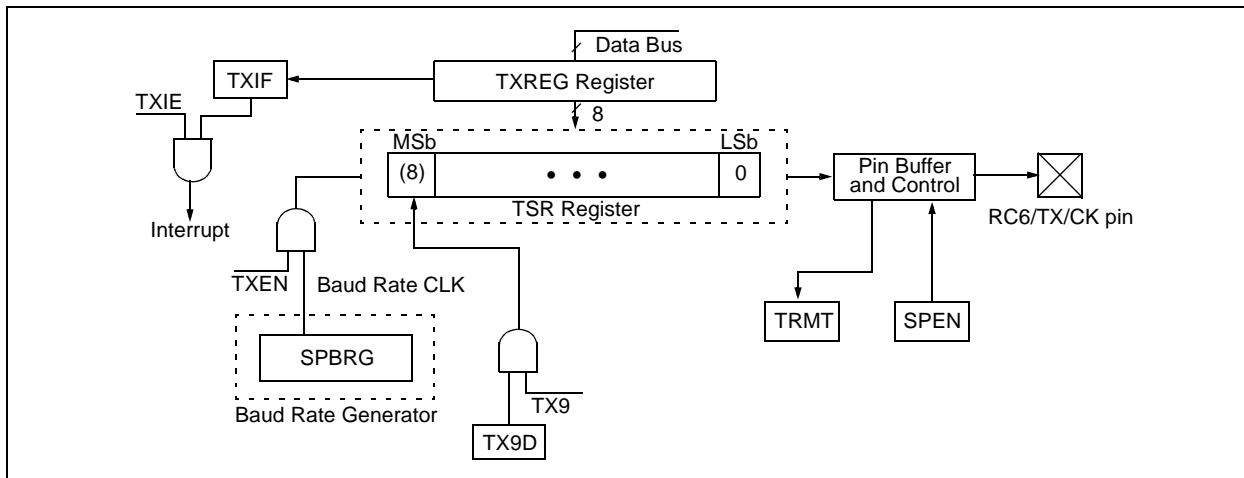 Data Bus
TXIF
TXREG Register
TXIE
8
MSb
LSb
(8)
• • •
0
Pin Buffer
and Control
TSR Register
Interrupt
RC6/TX/CK pin
TXEN
Baud Rate CLK
TRMT
SPEN
SPBRG
TX9
Baud Rate Generator
TX9D